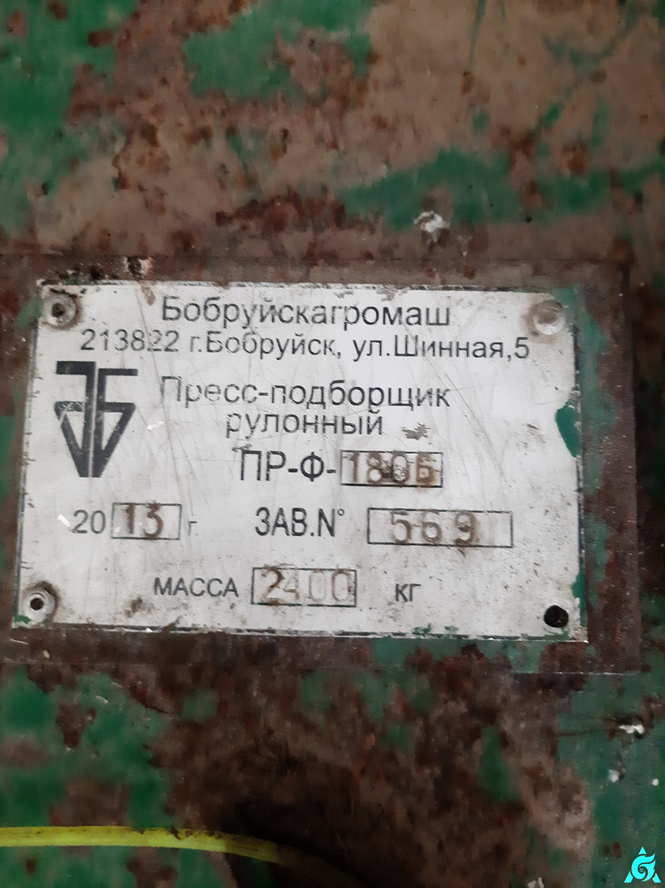 Бобруйскагромаш
213822 г.Бобруйск, ул.Шинная,5
Пресс-подборщик
рулонный
ПР-Ф-180Б
2013 г.
ЗАВ.N° 569
МАССА 2400 КГ